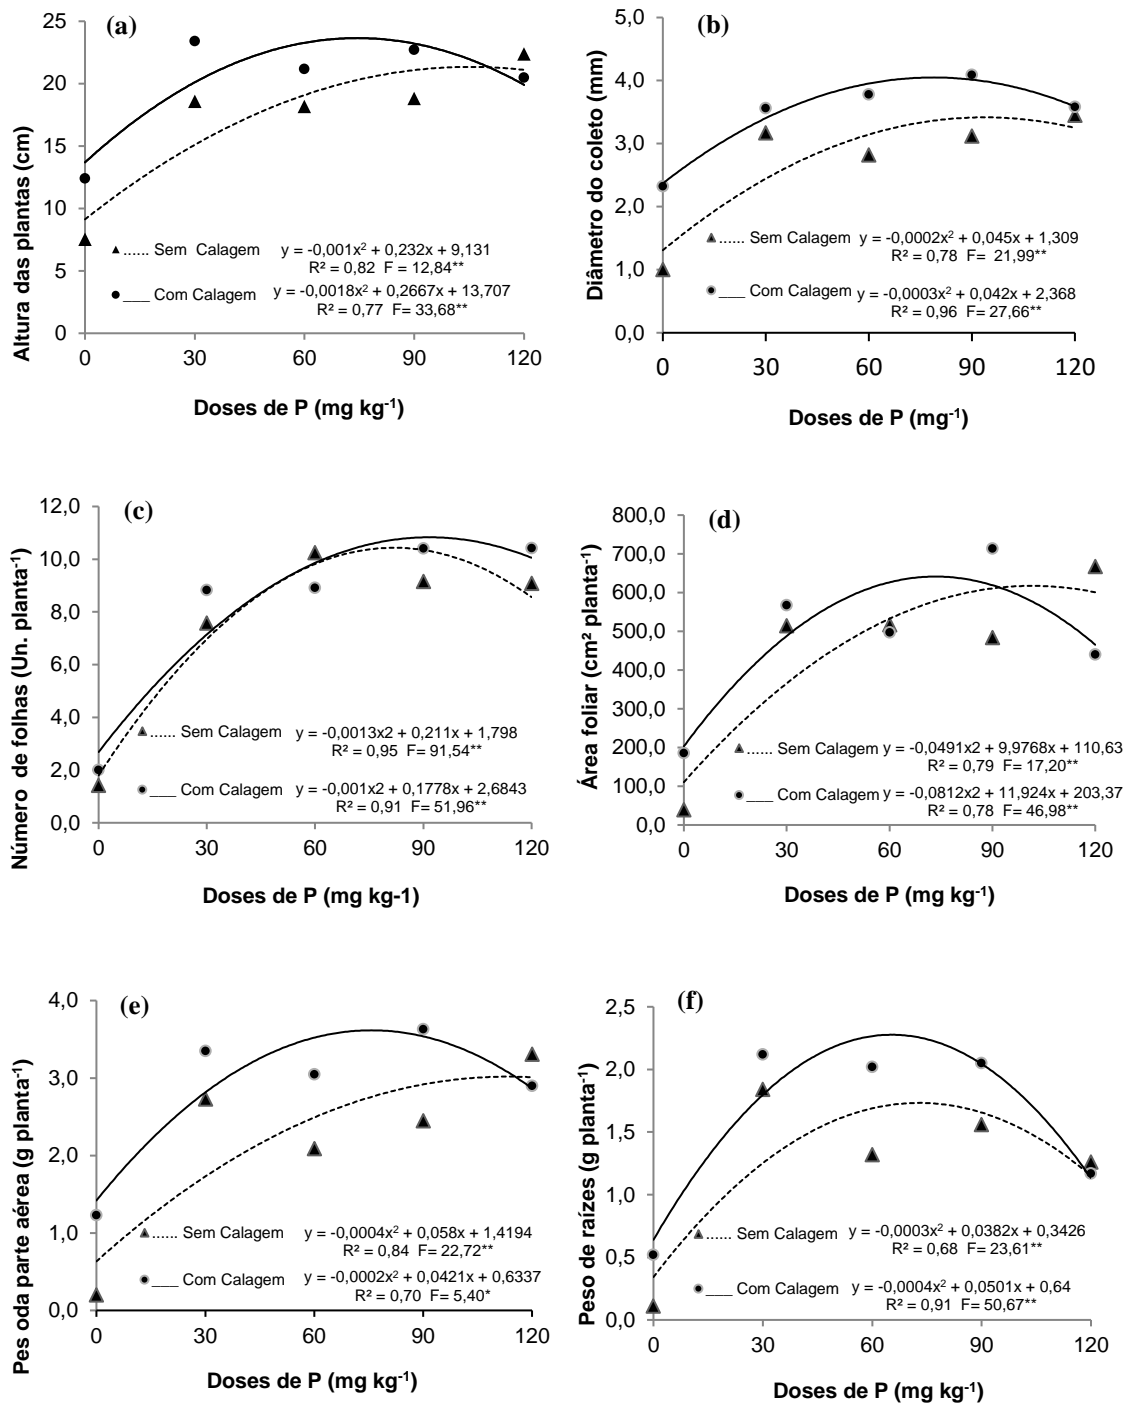 (a)
Altura das plantas (cm)
25
20
15
10
5
0
▲ ...... Sem Calagem y = -0,001x² + 0,232x + 9,131
R² = 0,82 F = 12,84**
● ___ Com Calagem y = -0,0018x² + 0,2667x + 13,707
R² = 0,77 F = 33,68**
0 30 60 90 120
Doses de P (mg kg⁻¹)
(b)
Diâmetro do coleto (mm)
5,0
4,0
3,0
2,0
1,0
0,0
▲ ...... Sem Calagem y = -0,0002x² + 0,045x + 1,309
R² = 0,78 F= 21,99**
● ___ Com Calagem y = -0,0003x² + 0,042x + 2,368
R² = 0,96 F= 27,66**
0 30 60 90 120
Doses de P (mg⁻¹)
(c)
Número de folhas (Un. planta⁻¹)
12,0
10,0
8,0
6,0
4,0
2,0
0,0
▲ ...... Sem Calagem y = -0,0013x2 + 0,211x + 1,798
R² = 0,95 F= 91,54**
● ___ Com Calagem y = -0,001x2 + 0,1778x + 2,6843
R² = 0,91 F= 51,96**
0 30 60 90 120
Doses de P (mg kg-1)
(d)
Área foliar (cm² planta⁻¹)
800,0
700,0
600,0
500,0
400,0
300,0
200,0
100,0
0,0
▲ ...... Sem Calagem y = -0,0491x2 + 9,9768x + 110,63
R² = 0,79 F = 17,20**
● ___ Com Calagem y = -0,0812x2 + 11,924x + 203,37
R² = 0,78 F= 46,98**
0 30 60 90 120
Doses de P (mg kg⁻¹)
(e)
Pes oda parte aérea (g planta⁻¹)
4,0
3,0
2,0
1,0
0,0
▲ ...... Sem Calagem y = -0,0004x² + 0,058x + 1,4194
R² = 0,84 F= 22,72**
● ___ Com Calagem y = -0,0002x² + 0,0421x + 0,6337
R² = 0,70 F= 5,40*
0 30 60 90 120
Doses de P (mg kg⁻¹)
(f)
Peso de raízes (g planta⁻¹)
2,5
2,0
1,5
1,0
0,5
0,0
▲ ...... Sem Calagem y = -0,0003x² + 0,0382x + 0,3426
R² = 0,68 F= 23,61**
● ___ Com Calagem y = -0,0004x² + 0,0501x + 0,64
R² = 0,91 F= 50,67**
0 30 60 90 120
Doses de P (mg kg⁻¹)